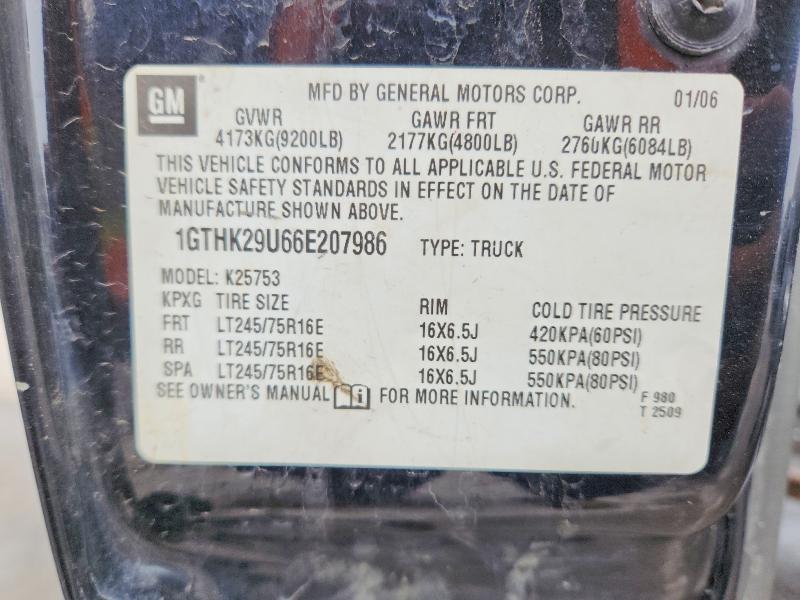 GM
MFD BY GENERAL MOTORS CORP. 01/06
GVWR GAWR FRT GAWR RR
4173KG(9200LB) 2177KG(4800LB) 2760KG(6084LB)
THIS VEHICLE CONFORMS TO ALL APPLICABLE U.S. FEDERAL MOTOR
VEHICLE SAFETY STANDARDS IN EFFECT ON THE DATE OF
MANUFACTURE SHOWN ABOVE.
1GTHK29U66E207986 TYPE: TRUCK
MODEL: K25753
KPXG TIRE SIZE RIM COLD TIRE PRESSURE
FRT LT245/75R16E 16X6.5J 420KPA(60PSI)
RR LT245/75R16E 16X6.5J 550KPA(80PSI)
SPA LT245/75R16E 16X6.5J 550KPA(80PSI)
SEE OWNER'S MANUAL i FOR MORE INFORMATION.
F 980
T 2509